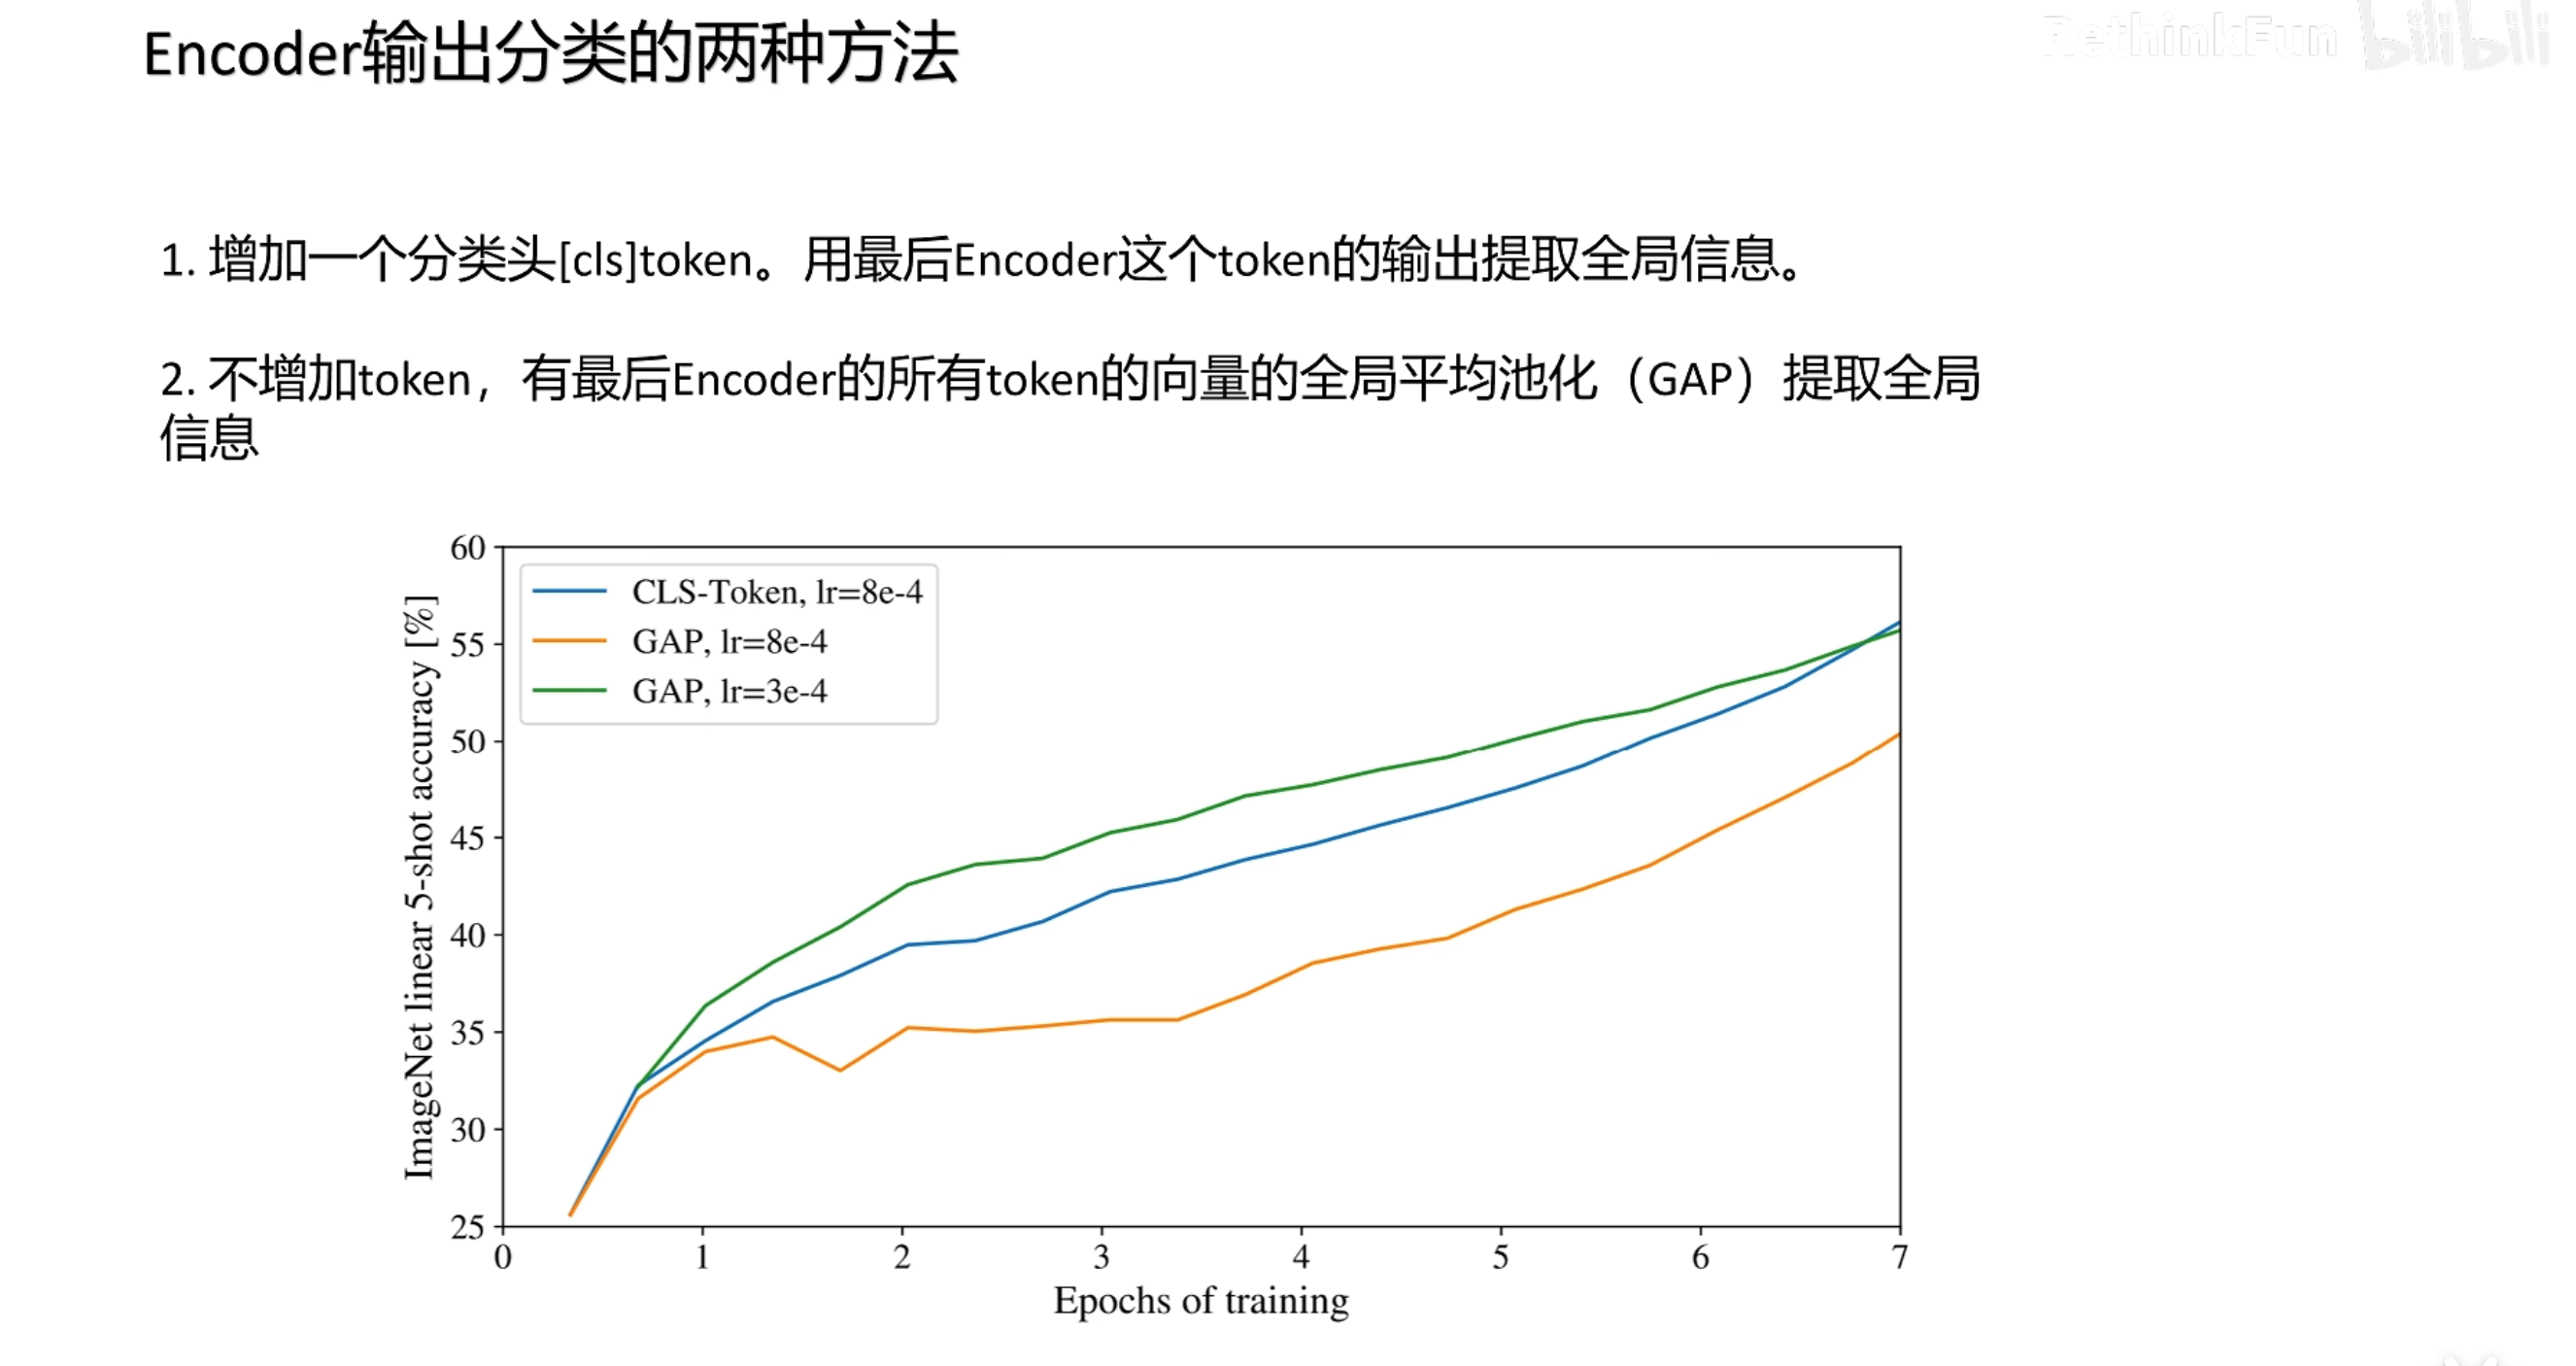 Encoder输出分类的两种方法
RethinkFun bilibili
1. 增加一个分类头[cls]token。用最后Encoder这个token的输出提取全局信息。
2. 不增加token，有最后Encoder的所有token的向量的全局平均池化（GAP）提取全局
信息
60
55
50
45
40
35
30
25
ImageNet linear 5-shot accuracy [%]
CLS-Token, lr=8e-4
GAP, lr=8e-4
GAP, lr=3e-4
0 1 2 3 4 5 6 7
Epochs of training